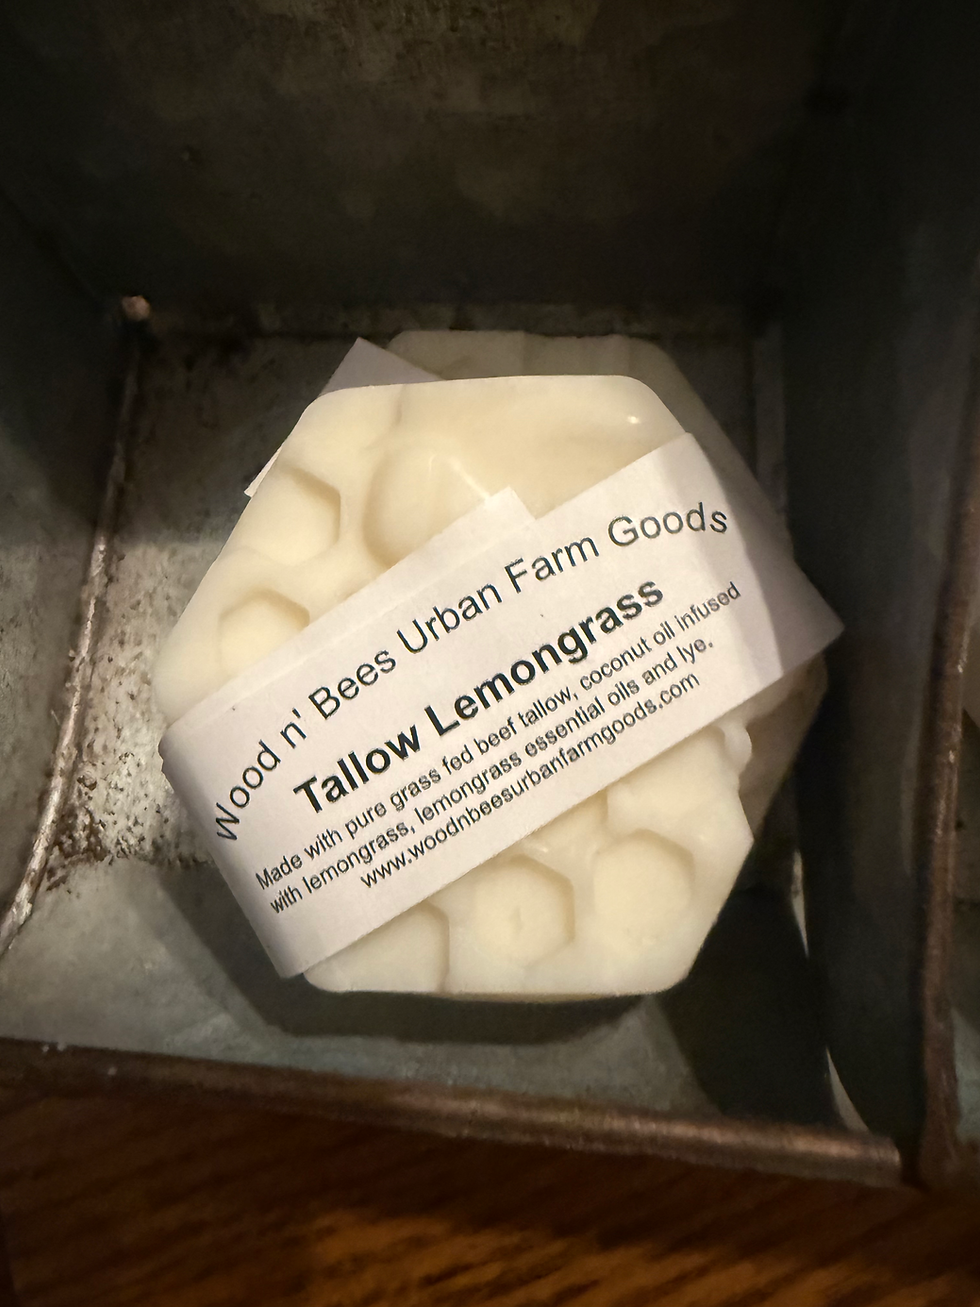 Wood n' Bees Urban Farm Goods
Tallow Lemongrass
Made with pure grass fed beef tallow, coconut oil infused
with lemongrass, lemongrass essential oils and lye.
www.woodnbeesurbanfarmgoods.com